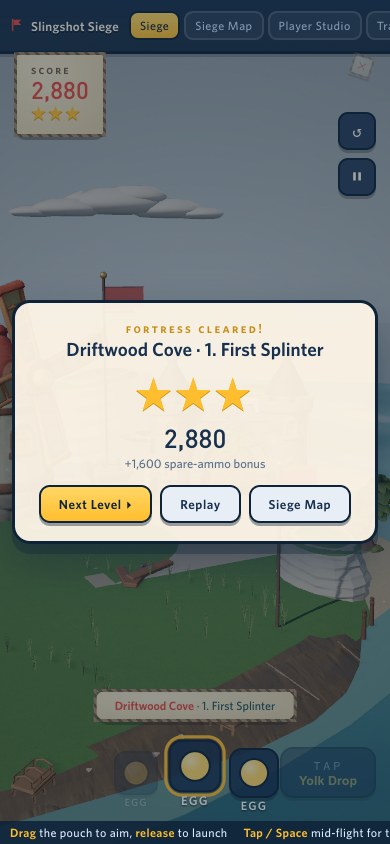 Slingshot Siege
Siege
Siege Map
Player Studio
SCORE
2,880
FORTRESS CLEARED!
Driftwood Cove · 1. First Splinter
2,880
+1,600 spare-ammo bonus
Next Level
Replay
Siege Map
Driftwood Cove · 1. First Splinter
EGG
EGG
EGG
TAP
Yolk Drop
Drag the pouch to aim, release to launch Tap / Space mid-flight for